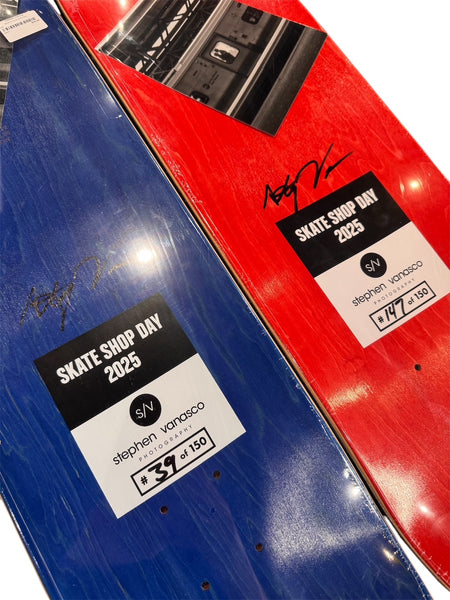 SKATE SHOP DAY
2025
S/V
stephen vanasco
PHOTOGRAPHY
# 39 of 150
SKATE SHOP DAY
2025
S/V
stephen vanasco
PHOTOGRAPHY
# 147 of 150